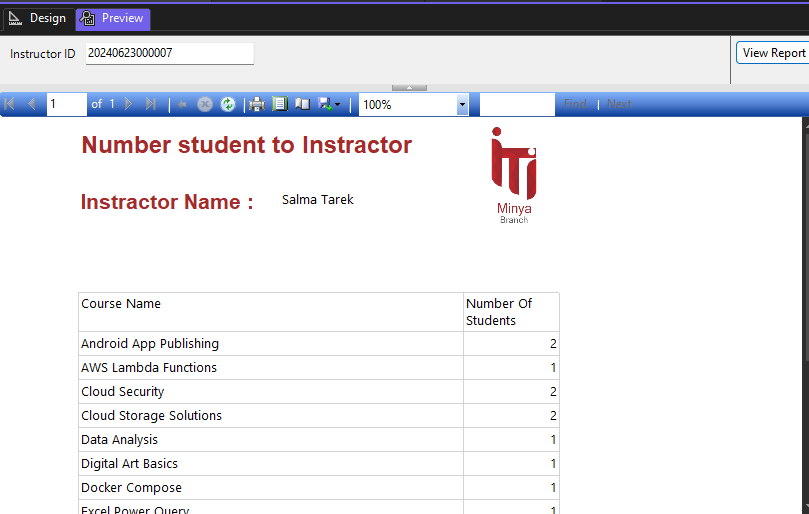 Design Preview
Instructor ID 20240623000007 View Report
1 of 1 100% Find | Next
Number student to Instractor
Instractor Name : Salma Tarek
iTi
Minya
Branch
Course Name Number Of
Students
Android App Publishing 2
AWS Lambda Functions 1
Cloud Security 2
Cloud Storage Solutions 2
Data Analysis 1
Digital Art Basics 1
Docker Compose 1
Excel Power Query 1